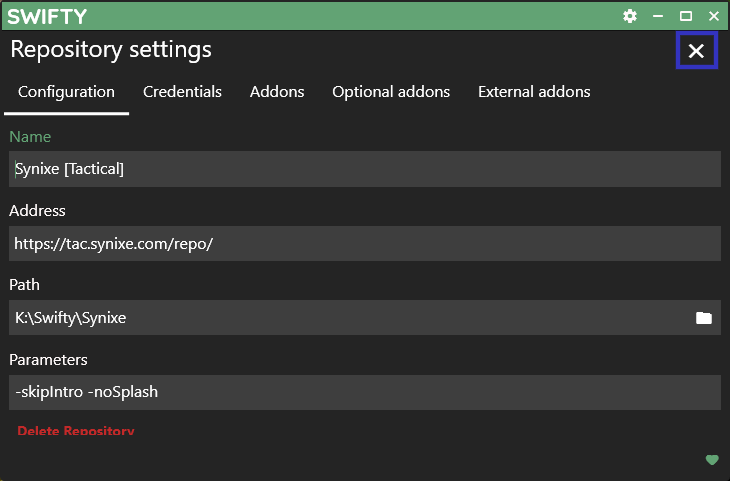 SWIFTY
Repository settings
Configuration Credentials Addons Optional addons External addons
Name
Synixe [Tactical]
Address
https://tac.synixe.com/repo/
Path
K:\Swifty\Synixe
Parameters
-skipIntro -noSplash
Delete Repository